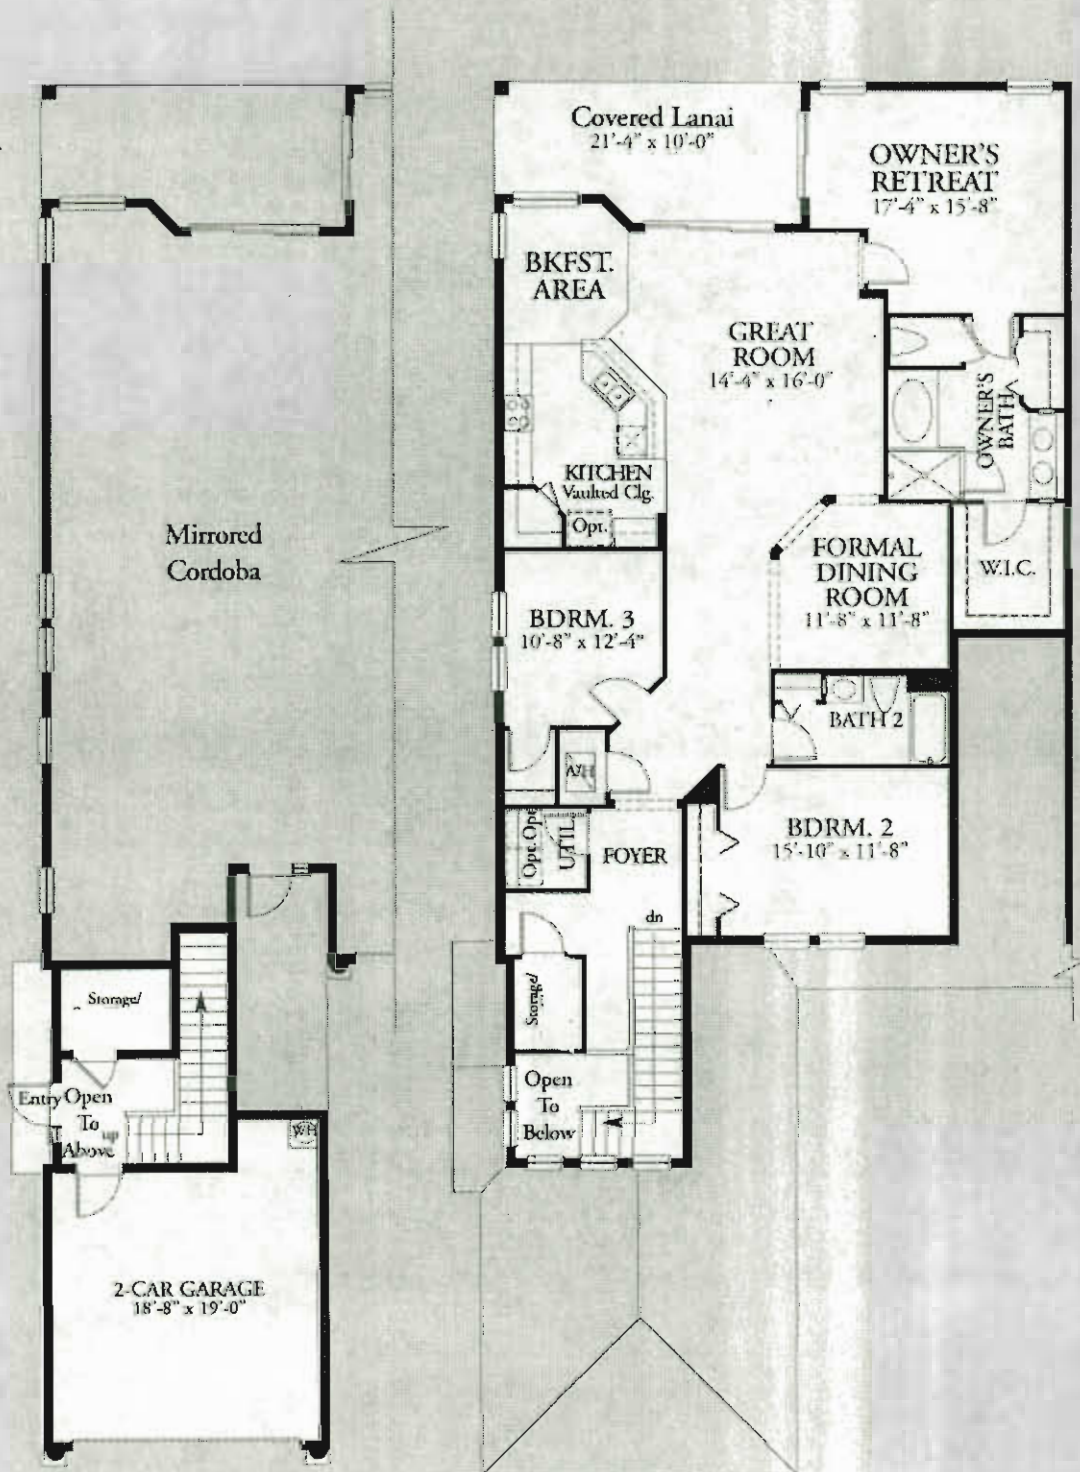 Mirrored
Cordoba
Storage/
Entry
Open
To
Above
up
WH
2-CAR GARAGE
18'-8" x 19'-0"
Covered Lanai
21'-4" x 10'-0"
OWNER'S
RETREAT
17'-4" x 15'-8"
BKFST.
AREA
GREAT
ROOM
14'-4" x 16'-0"
OWNER'S
BATH
KITCHEN
Vaulted Clg.
Opt.
FORMAL
DINING
ROOM
11'-8" x 11'-8"
W.I.C.
BDRM. 3
10'-8" x 12'-4"
BATH 2
A/H
Opt.
Opt.
UTIL.
FOYER
BDRM. 2
15'-10" x 11'-8"
dn
Storage/
Open
To
Below